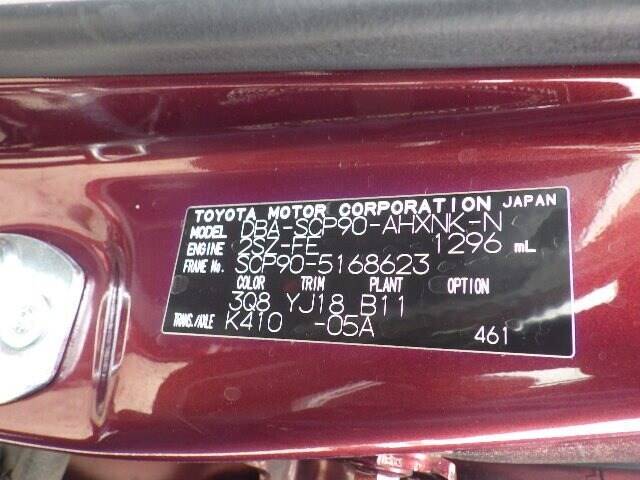 TOYOTA MOTOR CORPORATION JAPAN
MODEL DBA-SCP90-AHXNK-N
ENGINE 2SZ-FE 1296 mL
FRAME No. SCP90-5168623
COLOR TRIM PLANT OPTION
3Q8 YJ18 B11
TRANS./AXLE K410 -05A
461